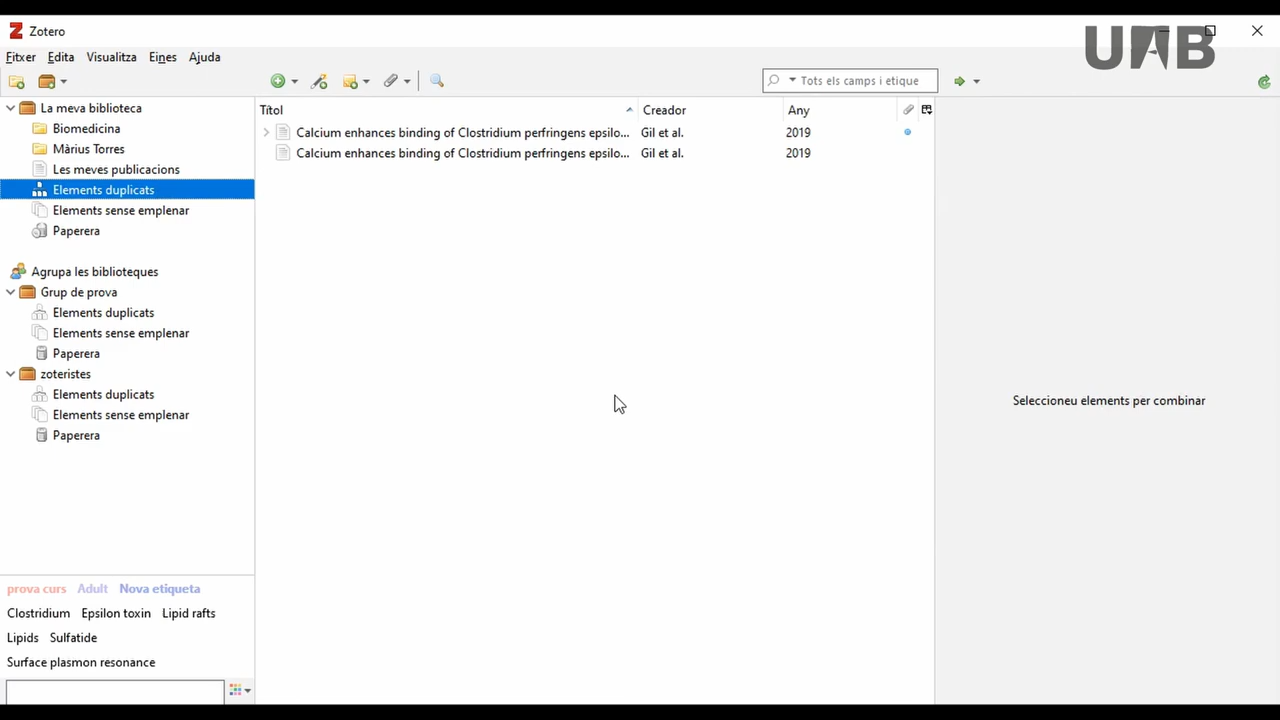 Zotero
UAB
Fitxer Edita Visualitza Eines Ajuda
Tots els camps i etique
La meva biblioteca
Biomedicina
Màrius Torres
Les meves publicacions
Elements duplicats
Elements sense emplenar
Paperera
Agrupa les biblioteques
Grup de prova
Elements duplicats
Elements sense emplenar
Paperera
zoteristes
Elements duplicats
Elements sense emplenar
Paperera
prova curs Adult Nova etiqueta
Clostridium Epsilon toxin Lipid rafts
Lipids Sulfatide
Surface plasmon resonance
Títol Creador Any
Calcium enhances binding of Clostridium perfringens epsilo... Gil et al. 2019
Calcium enhances binding of Clostridium perfringens epsilo... Gil et al. 2019
Seleccioneu elements per combinar